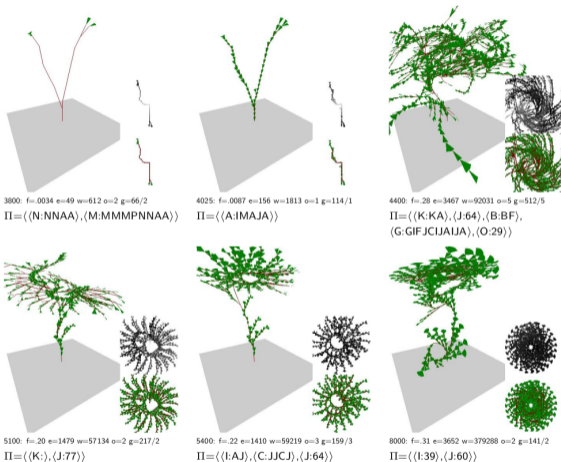 3800: f=.0034 e=49 w=612 o=2 g=66/2
Π=⟨⟨N:NNAA⟩,⟨M:MMMPNNAA⟩⟩
4025: f=.0087 e=156 w=1813 o=1 g=114/1
Π=⟨⟨A:IMAJA⟩⟩
4400: f=.28 e=3467 w=92031 o=5 g=512/5
Π=⟨⟨K:KA⟩,⟨J:64⟩,⟨B:BF⟩,
⟨G:GIFJCIJAIJA⟩,⟨O:29⟩⟩
5100: f=.20 e=1479 w=57134 o=2 g=217/2
Π=⟨⟨K:⟩,⟨J:77⟩⟩
5400: f=.22 e=1410 w=59219 o=3 g=159/3
Π=⟨⟨I:AJ⟩,⟨C:JJCJ⟩,⟨J:64⟩⟩
8000: f=.31 e=3652 w=379288 o=2 g=141/2
Π=⟨⟨I:39⟩,⟨J:60⟩⟩